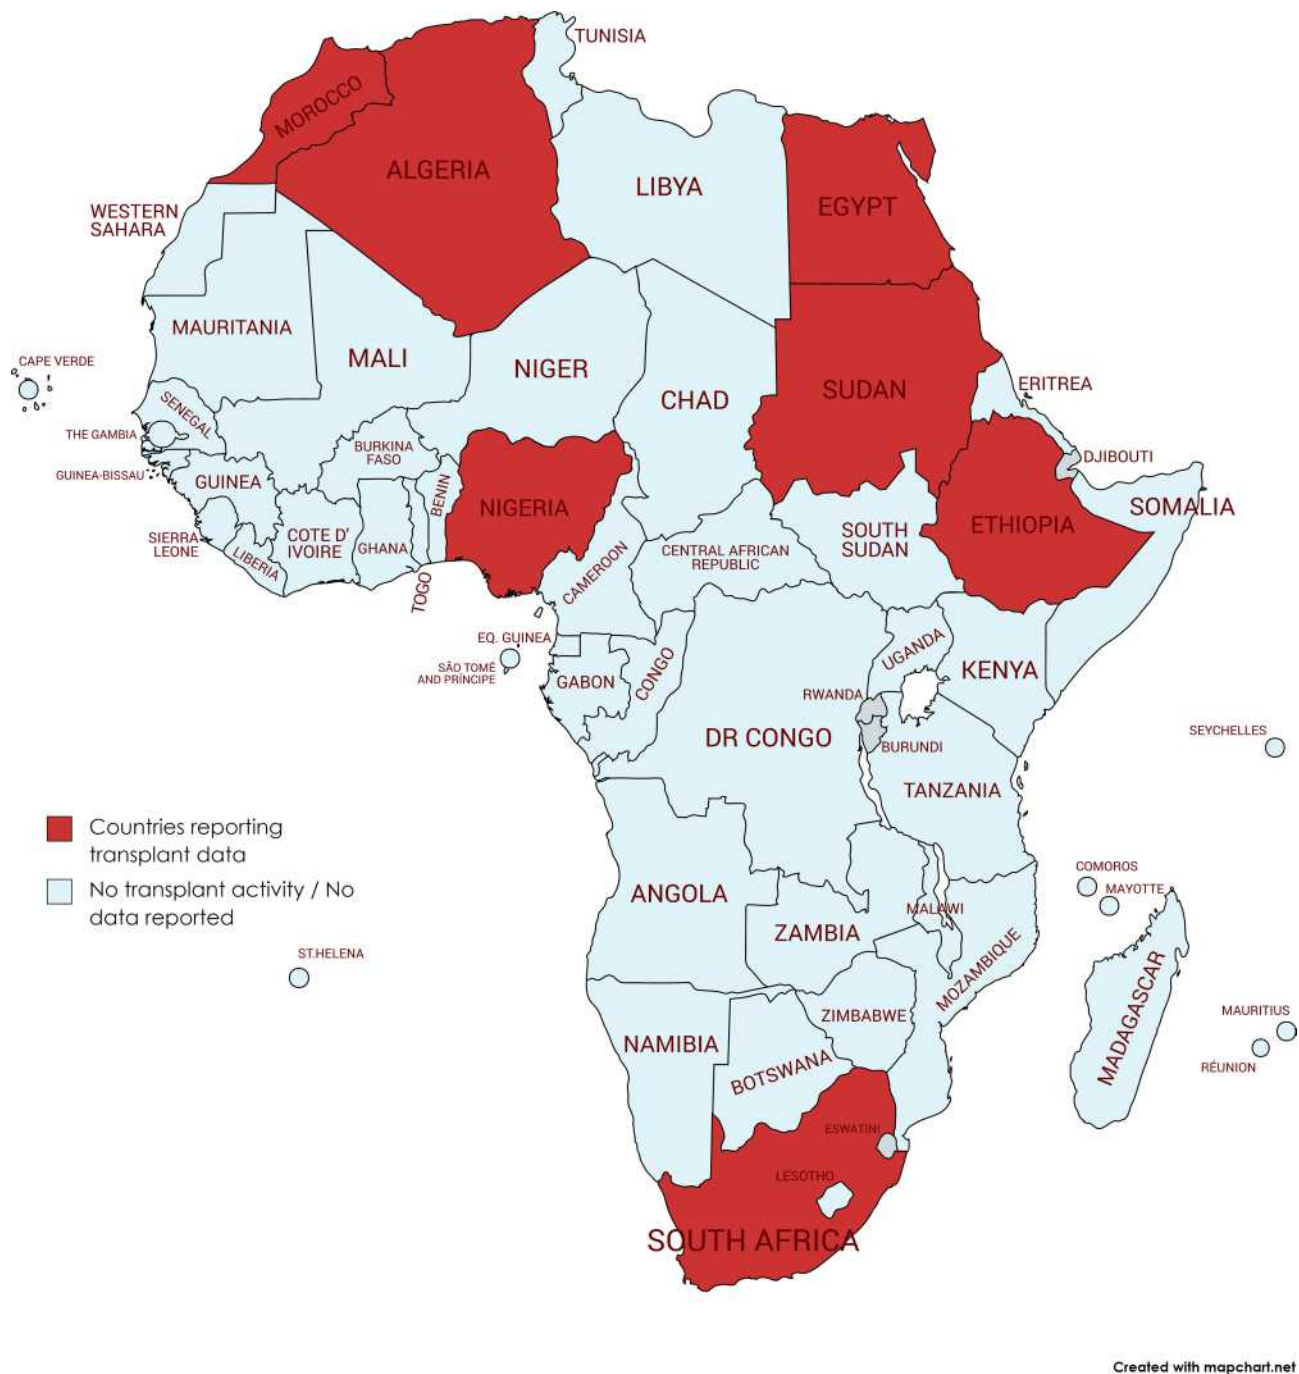 TUNISIA
MOROCCO
ALGERIA
LIBYA
EGYPT
WESTERN
SAHARA
MAURITANIA
MALI
NIGER
CHAD
SUDAN
ERITREA
CAPE VERDE
SENEGAL
THE GAMBIA
GUINEA-BISSAU
GUINEA
BURKINA
FASO
BENIN
NIGERIA
DJIBOUTI
SOMALIA
ETHIOPIA
SOUTH
SUDAN
SIERRA
LEONE
LIBERIA
COTE D'
IVOIRE
GHANA
TOGO
CAMEROON
CENTRAL AFRICAN
REPUBLIC
EQ. GUINEA
SÃO TOMÉ
AND PRÍNCIPE
GABON
CONGO
UGANDA
KENYA
RWANDA
DR CONGO
BURUNDI
SEYCHELLES
TANZANIA
Countries reporting
transplant data
No transplant activity / No
data reported
COMOROS
MAYOTTE
ANGOLA
MALAWI
ZAMBIA
ST.HELENA
MOZAMBIQUE
MADAGASCAR
ZIMBABWE
MAURITIUS
NAMIBIA
BOTSWANA
RÉUNION
ESWATINI
LESOTHO
SOUTH AFRICA
Created with mapchart.net